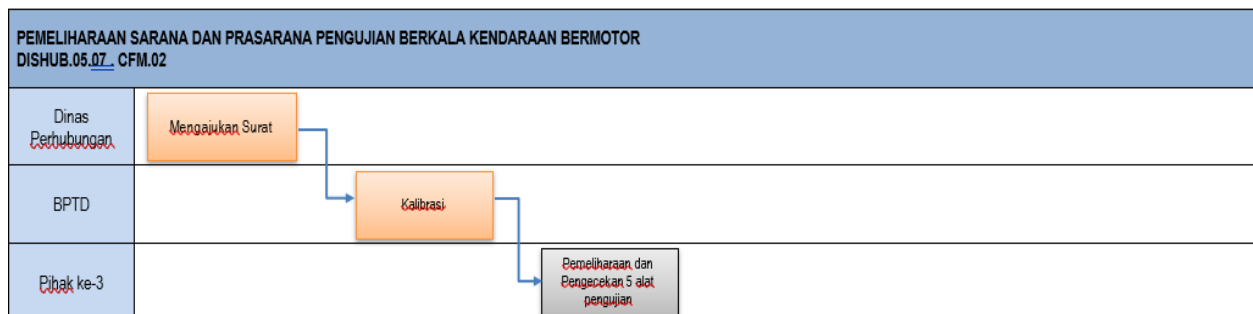 PEMELIHARAAN SARANA DAN PRASARANA PENGUJIAN BERKALA KENDARAAN BERMOTOR
DISHUB.05.07 . CFM.02
Dinas
Perhubungan
Mengajukan Surat
BPTD
Kalibrasi
Pihak ke-3
Pemeliharaan dan
Pengecekan 5 alat
pengujian